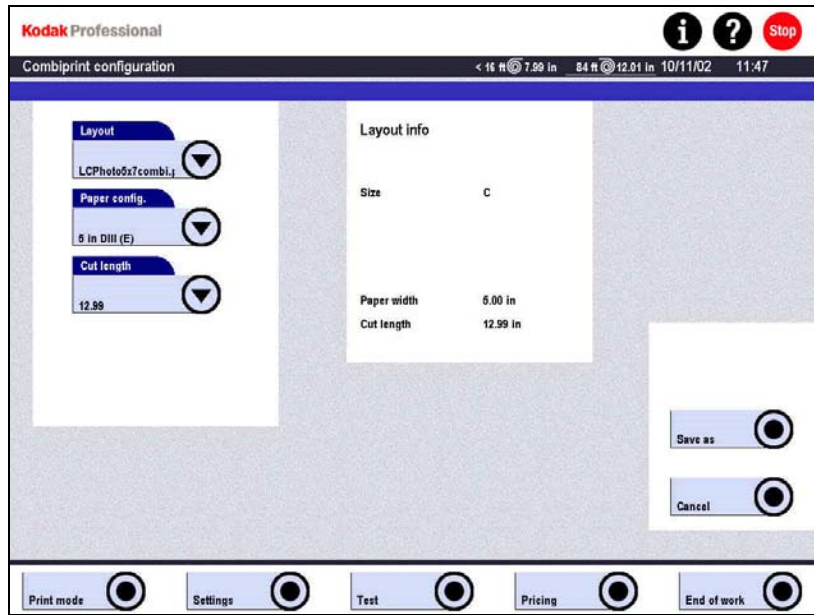 Kodak Professional
i ? Stop
Combiprint configuration < 16 ft 7.99 in 84 ft 12.01 in 10/11/02 11:47
Layout
LCPhoto5x7combi.p
Paper config.
5 in DIII (E)
Cut length
12.99
Layout info
Size C
Paper width 5.00 in
Cut length 12.99 in
Save as
Cancel
Print mode Settings Test Pricing End of work